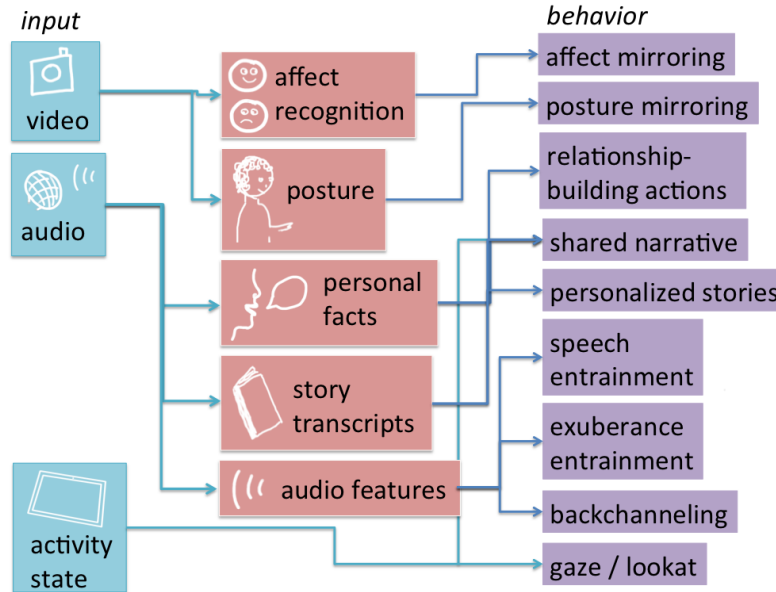 input
video
audio
activity
state
affect
recognition
posture
personal
facts
story
transcripts
audio features
behavior
affect mirroring
posture mirroring
relationship-
building actions
shared narrative
personalized stories
speech
entrainment
exuberance
entrainment
backchanneling
gaze / lookat